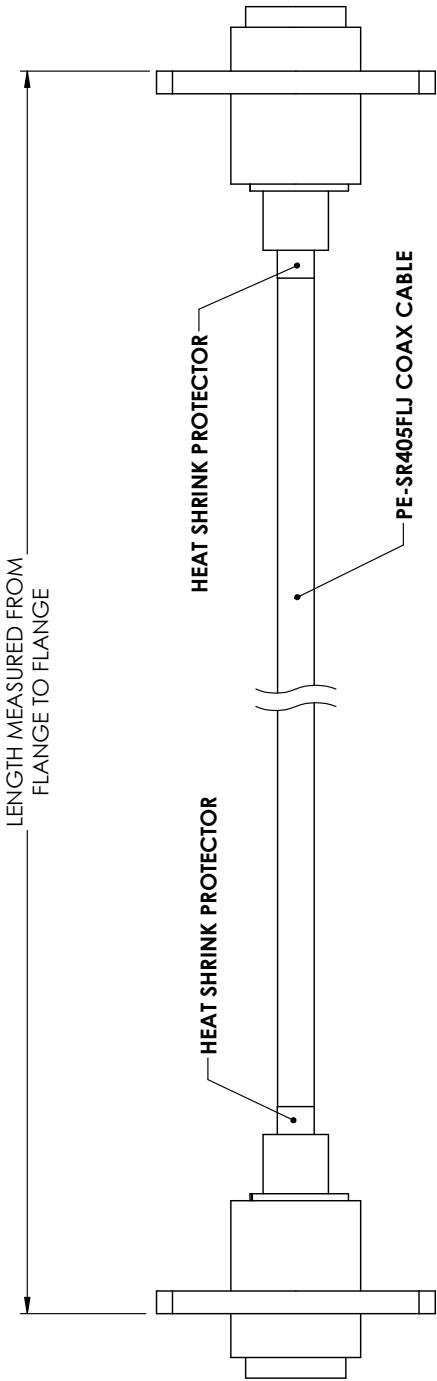 LENGTH MEASURED FROM
FLANGE TO FLANGE
HEAT SHRINK PROTECTOR
HEAT SHRINK PROTECTOR
PE-SR405FLJ COAX CABLE